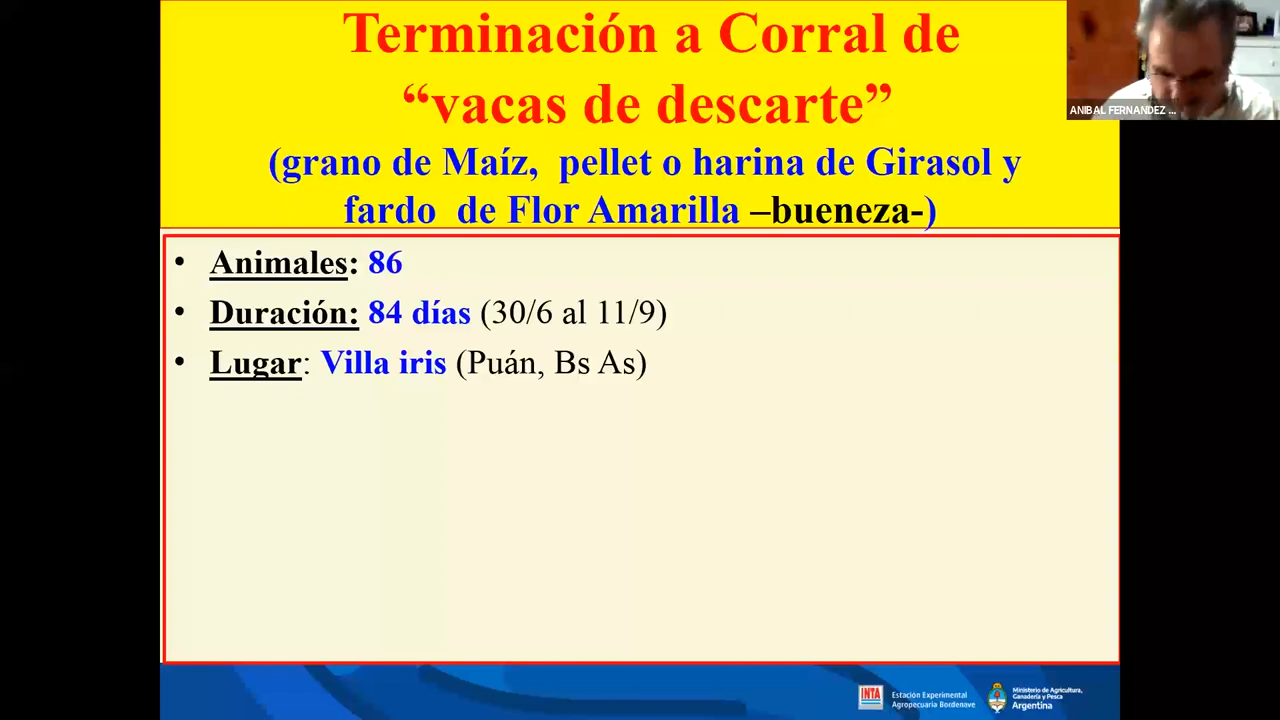 Terminación a Corral de
“vacas de descarte”
(grano de Maíz, pellet o harina de Girasol y
fardo de Flor Amarilla –bueneza-)
ANIBAL FERNANDEZ ...
• Animales: 86
• Duración: 84 días (30/6 al 11/9)
• Lugar: Villa iris (Puán, Bs As)
INTA
Estación Experimental
Agropecuaria Bordenave
Ministerio de Agricultura,
Ganadería y Pesca
Argentina